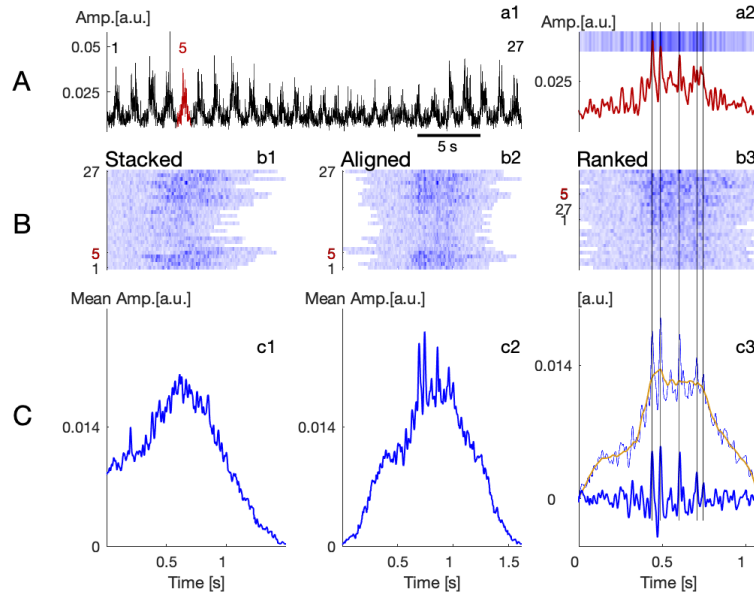 Amp.[a.u.] a1 a2
A
0.05
0.025
1 5 27
5 s
0.025
Stacked b1 Aligned b2 Ranked b3
B
27
5
1
27
5
1
5
27
1
Mean Amp.[a.u.] Mean Amp.[a.u.] [a.u.]
c1 c2 c3
C
0.014
0
0.014
0
0.014
0
0.5 1 0.5 1 1.5 0 0.5 1
Time [s] Time [s] Time [s]